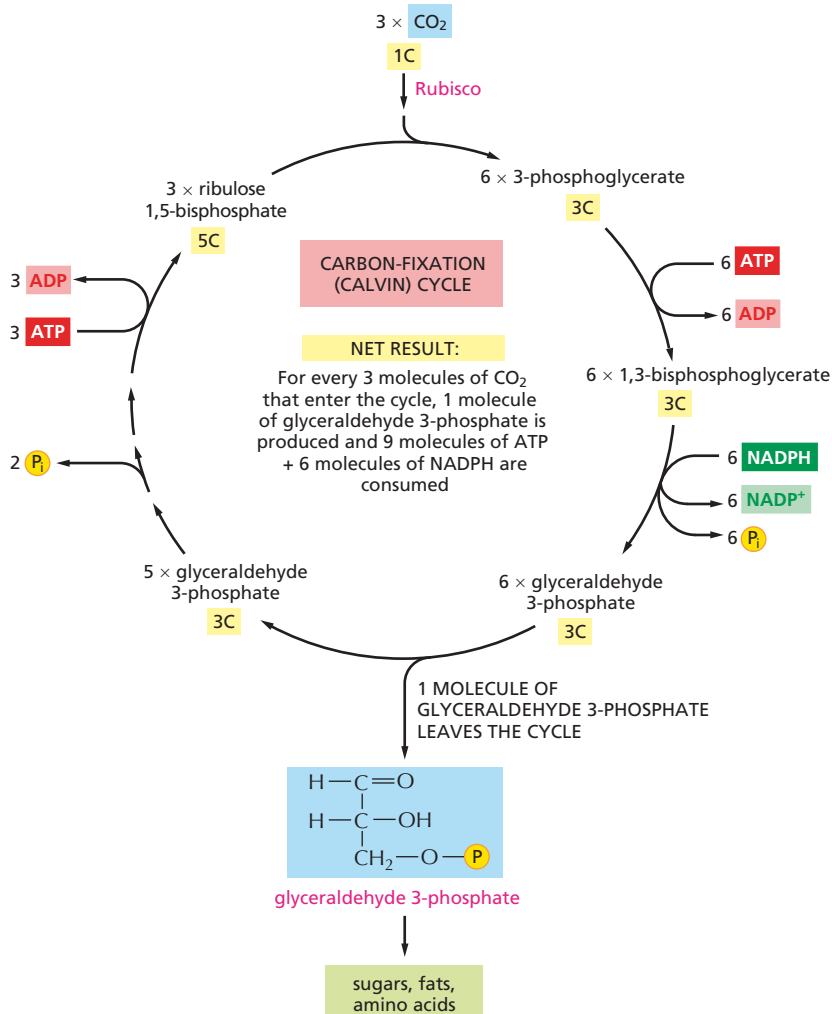 3 × CO₂
1C
Rubisco
3 × ribulose
1,5-bisphosphate
5C
6 × 3-phosphoglycerate
3C
CARBON-FIXATION
(CALVIN) CYCLE
6 ATP
6 ADP
3 ADP
3 ATP
NET RESULT:
For every 3 molecules of CO₂
that enter the cycle, 1 molecule
of glyceraldehyde 3-phosphate is
produced and 9 molecules of ATP
+ 6 molecules of NADPH are
consumed
6 × 1,3-bisphosphoglycerate
3C
6 NADPH
6 NADP⁺
6 Pᵢ
2 Pᵢ
5 × glyceraldehyde
3-phosphate
3C
6 × glyceraldehyde
3-phosphate
3C
1 MOLECULE OF
GLYCERALDEHYDE 3-PHOSPHATE
LEAVES THE CYCLE
H—C=O
H—C—OH
CH₂—O—P
glyceraldehyde 3-phosphate
sugars, fats,
amino acids